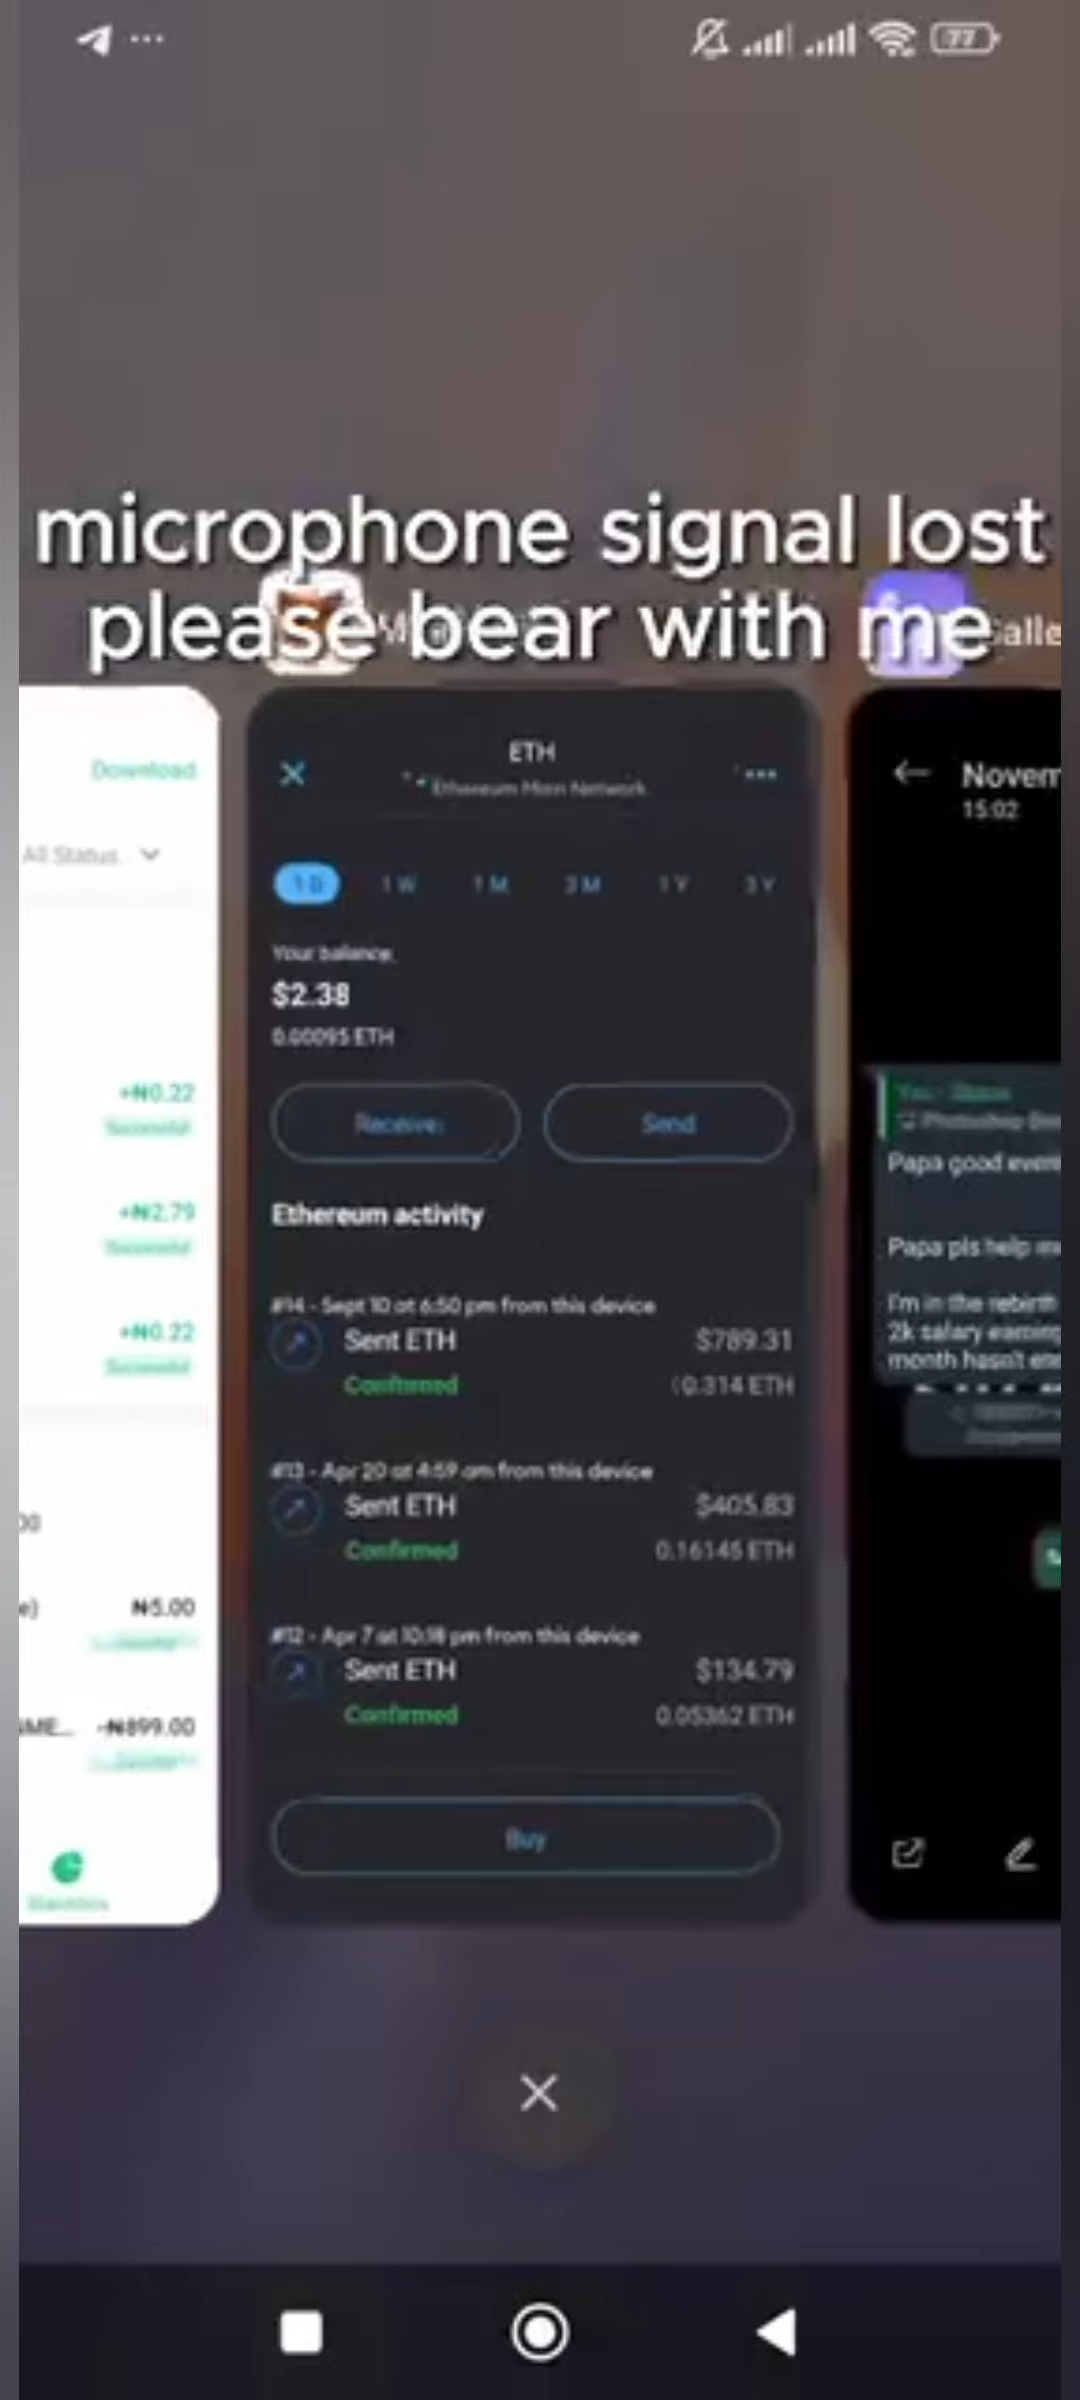 77
microphone signal lost
please bear with me
Download
All Status
+₦0.22
Successful
+₦2.79
Successful
+₦0.22
Successful
₦5.00
-₦899.00
Statistics
ETH
Ethereum Main Network
1 D
1 W
1 M
3 M
1 Y
3 Y
Your balance
$2.38
0.00095 ETH
Receive
Send
Ethereum activity
#14 - Sept 10 at 6:50 pm from this device
Sent ETH
$789.31
Confirmed
0.314 ETH
#13 - Apr 20 at 4:59 am from this device
Sent ETH
$405.83
Confirmed
0.16145 ETH
#12 - Apr 7 at 10:18 pm from this device
Sent ETH
$134.79
Confirmed
0.05362 ETH
Buy
Novem
15:02
You · Status
Photoshop
Papa good even
Papa pls help me
I'm in the rebirth
2k salary earning
month hasn't en